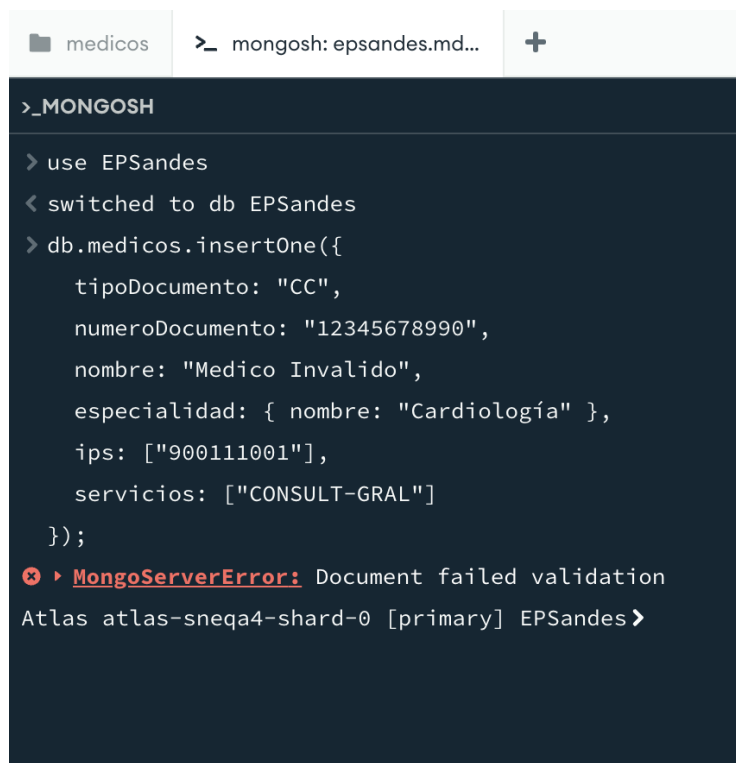 medicos
>_ mongosh: epsandes.md...
+
>_MONGOSH
> use EPSandes
< switched to db EPSandes
> db.medicos.insertOne({
tipoDocumento: "CC",
numeroDocumento: "12345678990",
nombre: "Medico Invalido",
especialidad: { nombre: "Cardiología" },
ips: ["900111001"],
servicios: ["CONSULT-GRAL"]
});
MongoServerError: Document failed validation
Atlas atlas-sneqa4-shard-0 [primary] EPSandes>